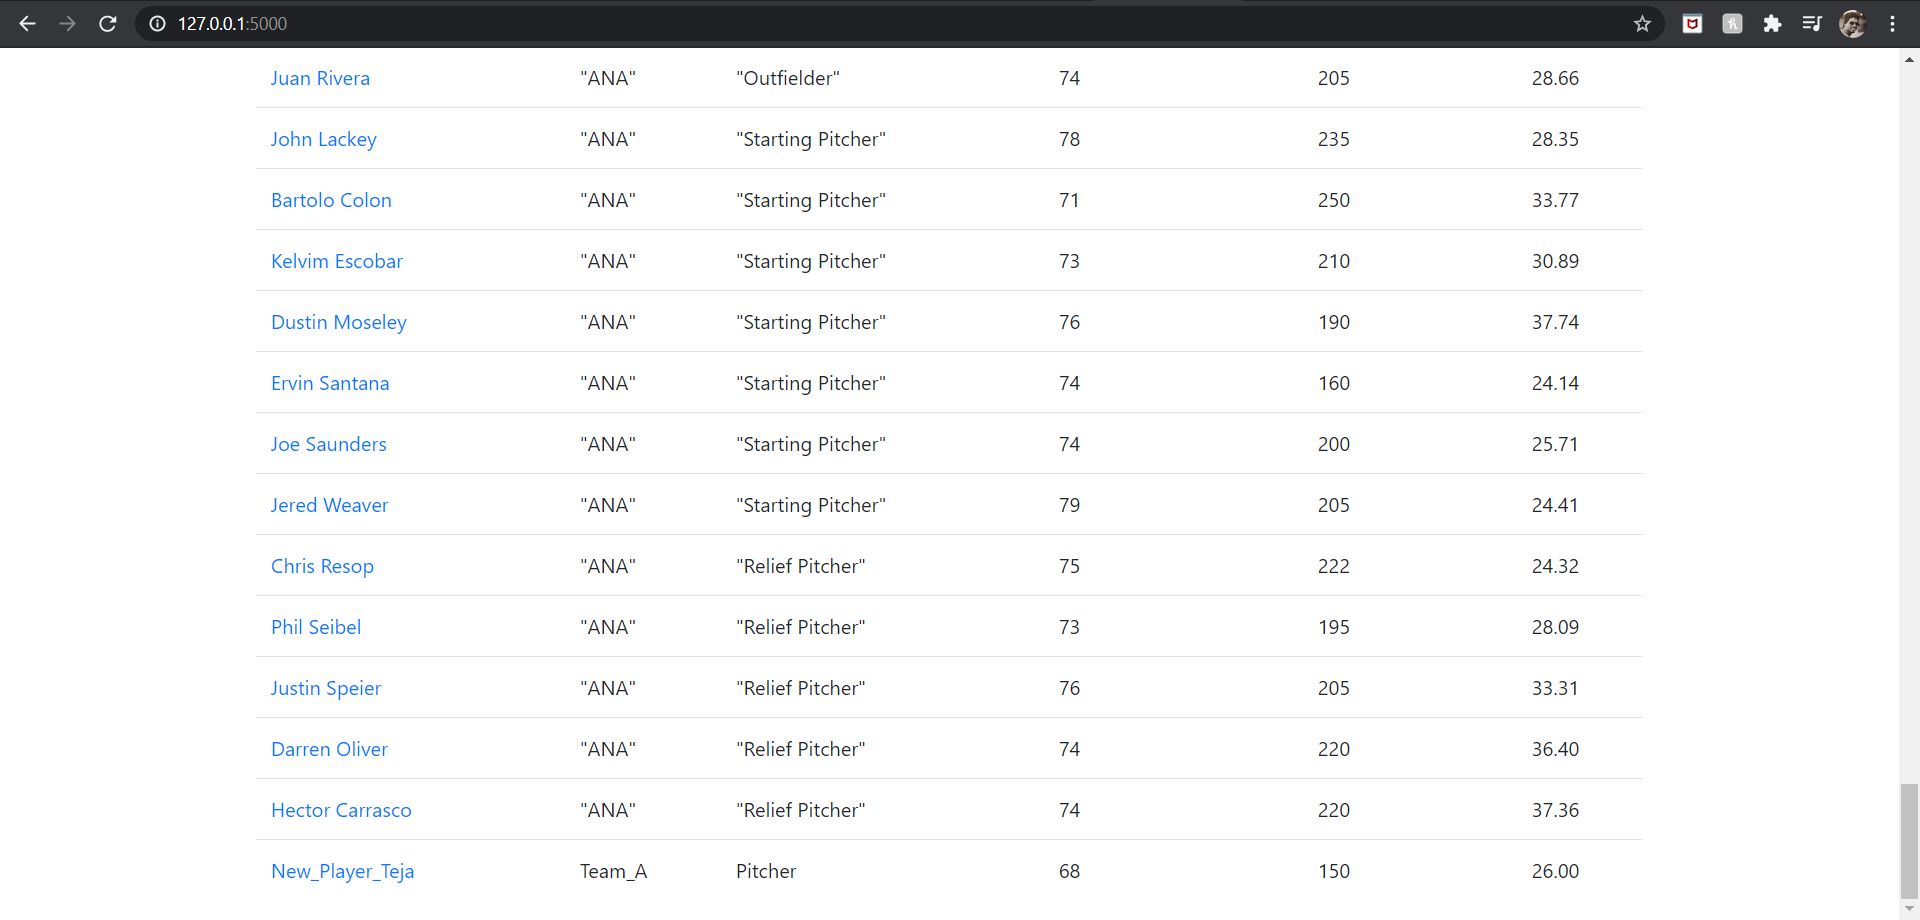 127.0.0.1:5000
Juan Rivera "ANA" "Outfielder" 74 205 28.66
John Lackey "ANA" "Starting Pitcher" 78 235 28.35
Bartolo Colon "ANA" "Starting Pitcher" 71 250 33.77
Kelvim Escobar "ANA" "Starting Pitcher" 73 210 30.89
Dustin Moseley "ANA" "Starting Pitcher" 76 190 37.74
Ervin Santana "ANA" "Starting Pitcher" 74 160 24.14
Joe Saunders "ANA" "Starting Pitcher" 74 200 25.71
Jered Weaver "ANA" "Starting Pitcher" 79 205 24.41
Chris Resop "ANA" "Relief Pitcher" 75 222 24.32
Phil Seibel "ANA" "Relief Pitcher" 73 195 28.09
Justin Speier "ANA" "Relief Pitcher" 76 205 33.31
Darren Oliver "ANA" "Relief Pitcher" 74 220 36.40
Hector Carrasco "ANA" "Relief Pitcher" 74 220 37.36
New_Player_Teja Team_A Pitcher 68 150 26.00